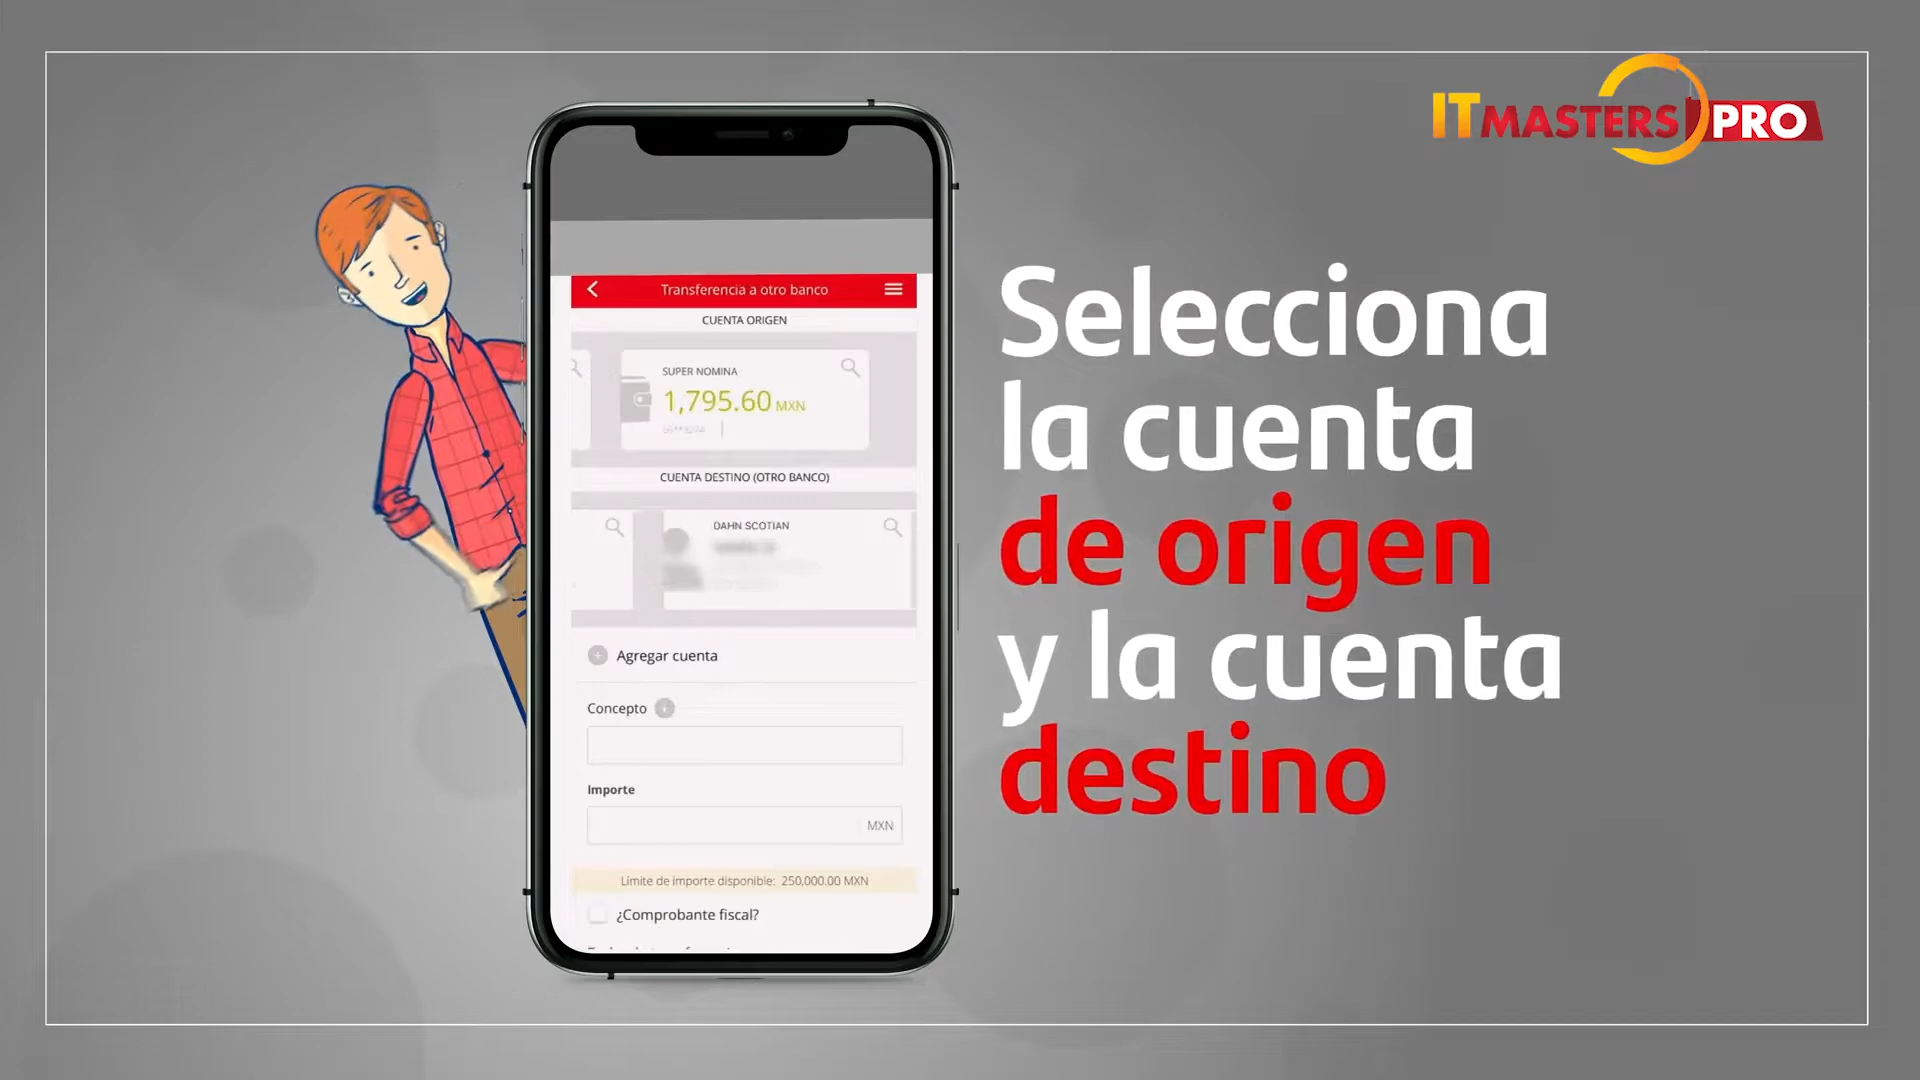 ITMASTERS PRO
Transferencia a otro banco
CUENTA ORIGEN
SUPER NOMINA
1,795.60 MXN
CUENTA DESTINO (OTRO BANCO)
DAHN SCOTIAN
Agregar cuenta
Concepto
Importe
MXN
Límite de importe disponible: 250,000.00 MXN
¿Comprobante fiscal?
Selecciona
la cuenta
de origen
y la cuenta
destino